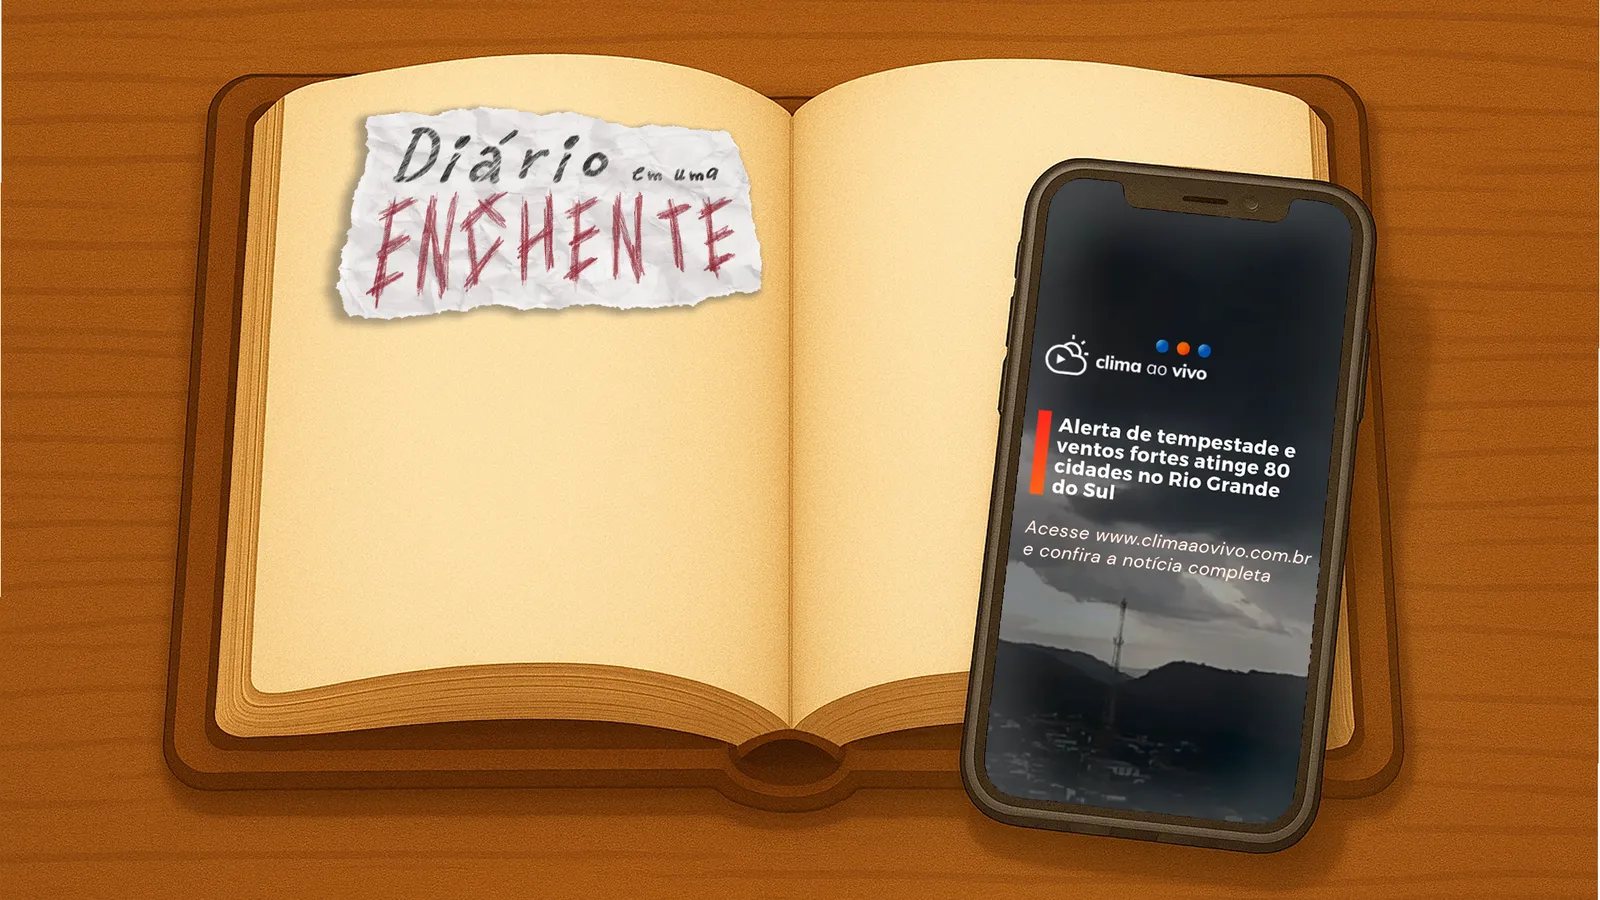 Diário em uma
ENCHENTE
clima ao vivo
Alerta de tempestade e
ventos fortes atinge 80
cidades no Rio Grande
do Sul
Acesse www.climaaovivo.com.br
e confira a notícia completa